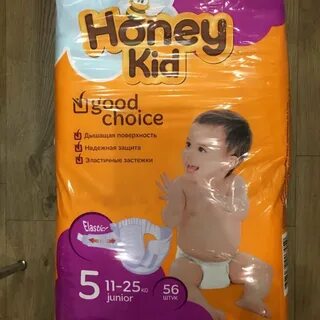 Honey
Kid
good
choice
Дышащая поверхность
Надежная защита
Эластичные застежки
Elastic
5 11-25 кг
junior
56
штук